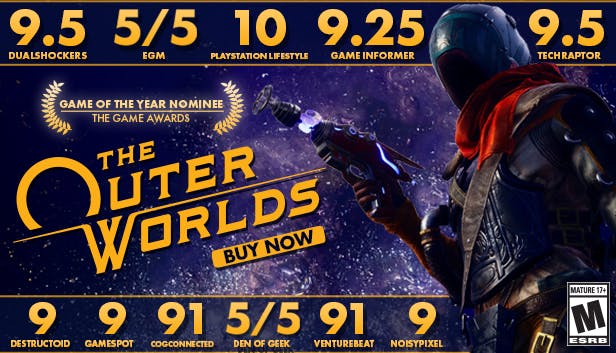 9.5 5/5 10 9.25 9.5
DUALSHOCKERS EGM PLAYSTATION LIFESTYLE GAME INFORMER TECHRAPTOR
GAME OF THE YEAR NOMINEE
THE GAME AWARDS
THE
OUTER
WORLDS
BUY NOW
MATURE 17+
M
ESRB
9 9 91 5/5 91 9
DESTRUCTOID GAMESPOT COGCONNECTED DEN OF GEEK VENTUREBEAT NOISYPIXEL